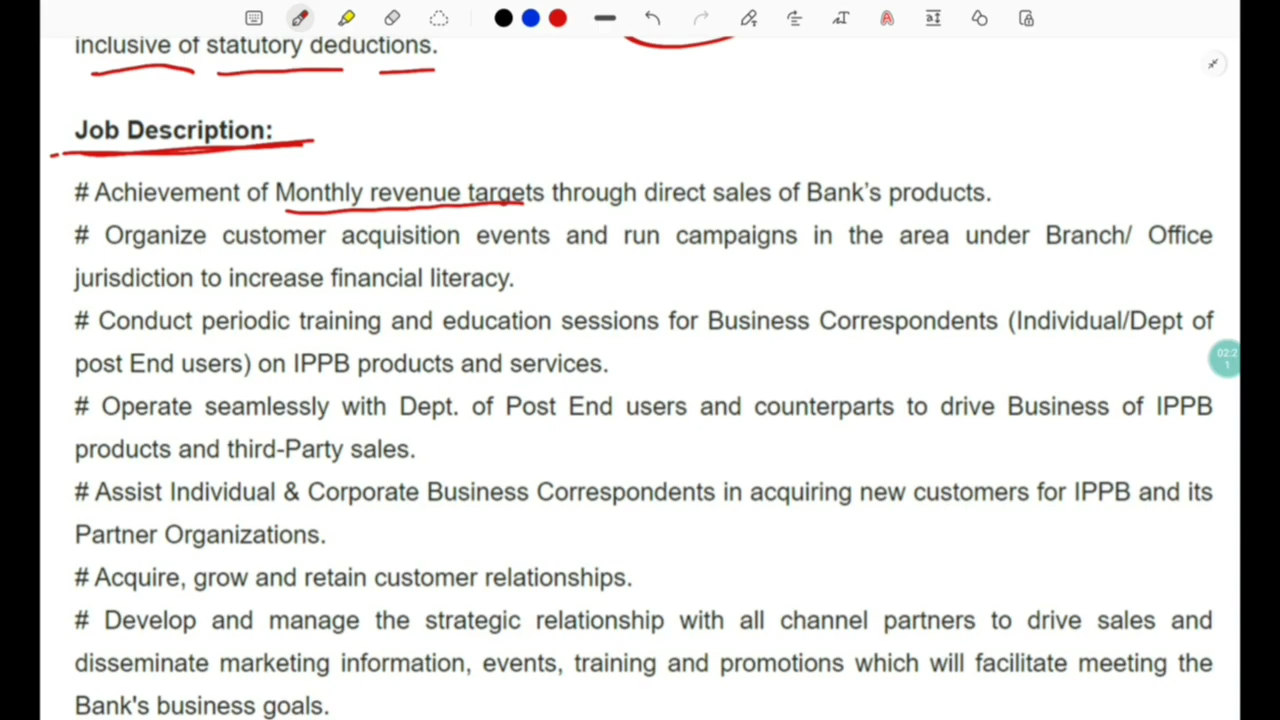 inclusive of statutory deductions.
Job Description:
# Achievement of Monthly revenue targets through direct sales of Bank’s products.
# Organize customer acquisition events and run campaigns in the area under Branch/ Office
jurisdiction to increase financial literacy.
# Conduct periodic training and education sessions for Business Correspondents (Individual/Dept of
post End users) on IPPB products and services.
# Operate seamlessly with Dept. of Post End users and counterparts to drive Business of IPPB
products and third-Party sales.
# Assist Individual & Corporate Business Correspondents in acquiring new customers for IPPB and its
Partner Organizations.
# Acquire, grow and retain customer relationships.
# Develop and manage the strategic relationship with all channel partners to drive sales and
disseminate marketing information, events, training and promotions which will facilitate meeting the
Bank's business goals.
02:2
1